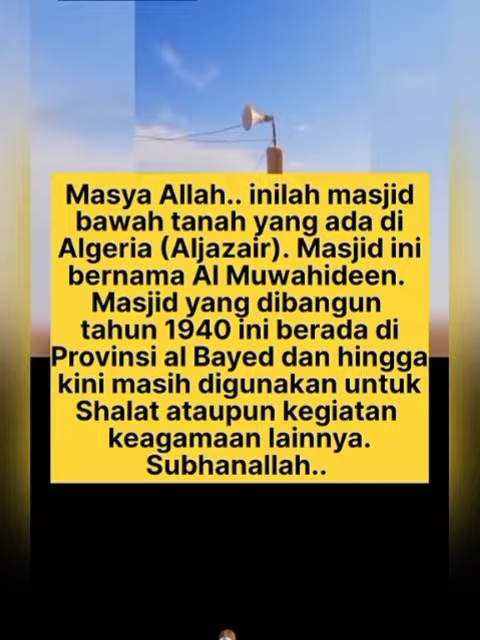 Masya Allah.. inilah masjid
bawah tanah yang ada di
Algeria (Aljazair). Masjid ini
bernama Al Muwahideen.
Masjid yang dibangun
tahun 1940 ini berada di
Provinsi al Bayed dan hingga
kini masih digunakan untuk
Shalat ataupun kegiatan
keagamaan lainnya.
Subhanallah..